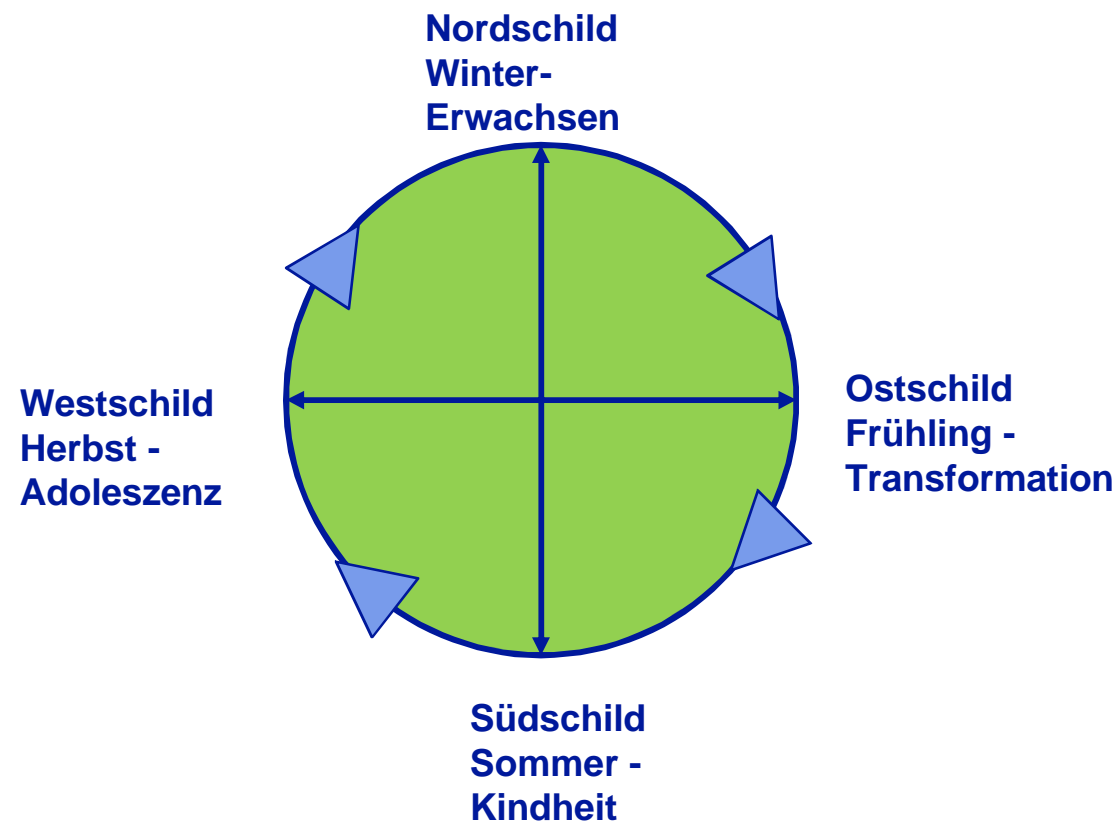 Nordschild
Winter-
Erwachsen
Westschild
Herbst -
Adoleszenz
Ostschild
Frühling -
Transformation
Südschild
Sommer -
Kindheit